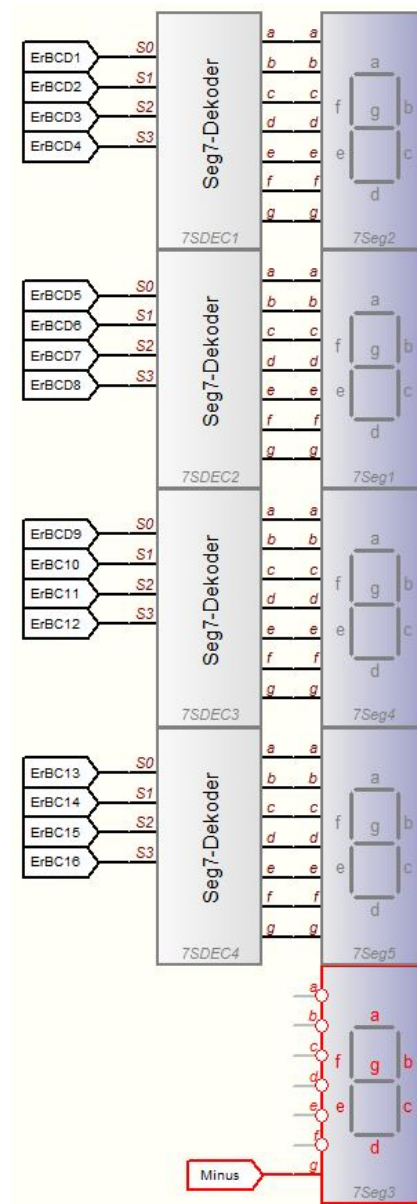 a a
ErBCD1 S0 b b a
ErBCD2 S1 c c f g b
ErBCD3 S2 d d
ErBCD4 S3 e e e c
Seg7-Dekoder f f d
g g
7SDEC1 7Seg2
a a
ErBCD5 S0 b b a
ErBCD6 S1 c c f g b
ErBCD7 S2 d d
ErBCD8 S3 e e e c
Seg7-Dekoder f f d
g g
7SDEC2 7Seg1
a a
ErBCD9 S0 b b a
ErBC10 S1 c c f g b
ErBC11 S2 d d
ErBC12 S3 e e e c
Seg7-Dekoder f f d
g g
7SDEC3 7Seg4
a a
ErBC13 S0 b b a
ErBC14 S1 c c f g b
ErBC15 S2 d d
ErBC16 S3 e e e c
Seg7-Dekoder f f d
g g
7SDEC4 7Seg5
a
b a
c f g b
d
e e c
f d
Minus g
7Seg3